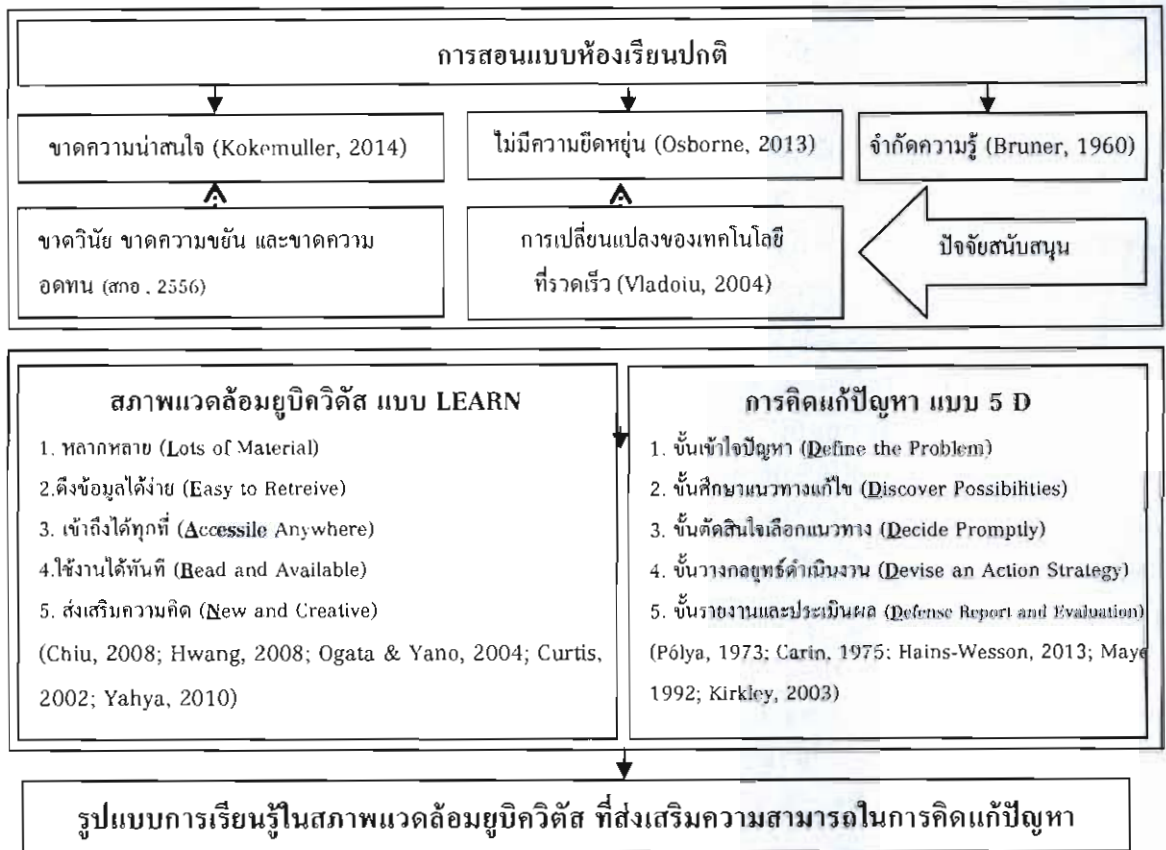 การสอนแบบห้องเรียนปกติ
ขาดความน่าสนใจ (Kokemuller, 2014)
ไม่มีความยืดหยุ่น (Osborne, 2013)
จำกัดความรู้ (Bruner, 1960)
ขาดวินัย ขาดความขยัน และขาดความ
อดทน (สกอ, 2556)
การเปลี่ยนแปลงของเทคโนโลยี
ที่รวดเร็ว (Vladoiu, 2004)
ปัจจัยสนับสนุน
สภาพแวดล้อมยูบิควิตัส แบบ LEARN
1. หลากหลาย (Lots of Material)
2.ดึงข้อมูลได้ง่าย (Easy to Retreive)
3. เข้าถึงได้ทุกที่ (Accessile Anywhere)
4.ใช้งานได้ทันที (Read and Available)
5. ส่งเสริมความคิด (New and Creative)
(Chiu, 2008; Hwang, 2008; Ogata & Yano, 2004; Curtis,
2002; Yahya, 2010)
การคิดแก้ปัญหา แบบ 5 D
1. ขั้นเข้าใจปัญหา (Define the Problem)
2. ขั้นศึกษาแนวทางแก้ไข (Discover Possibilities)
3. ขั้นตัดสินใจเลือกแนวทาง (Decide Promptly)
4. ขั้นวางกลยุทธ์ดำเนินงาน (Devise an Action Strategy)
5. ขั้นรายงานและประเมินผล (Defense Report and Evaluation)
(Pólya, 1973; Carin, 1975; Hains-Wesson, 2013; Maye
1992; Kirkley, 2003)
รูปแบบการเรียนรู้ในสภาพแวดล้อมยูบิควิตัส ที่ส่งเสริมความสามารถในการคิดแก้ปัญหา